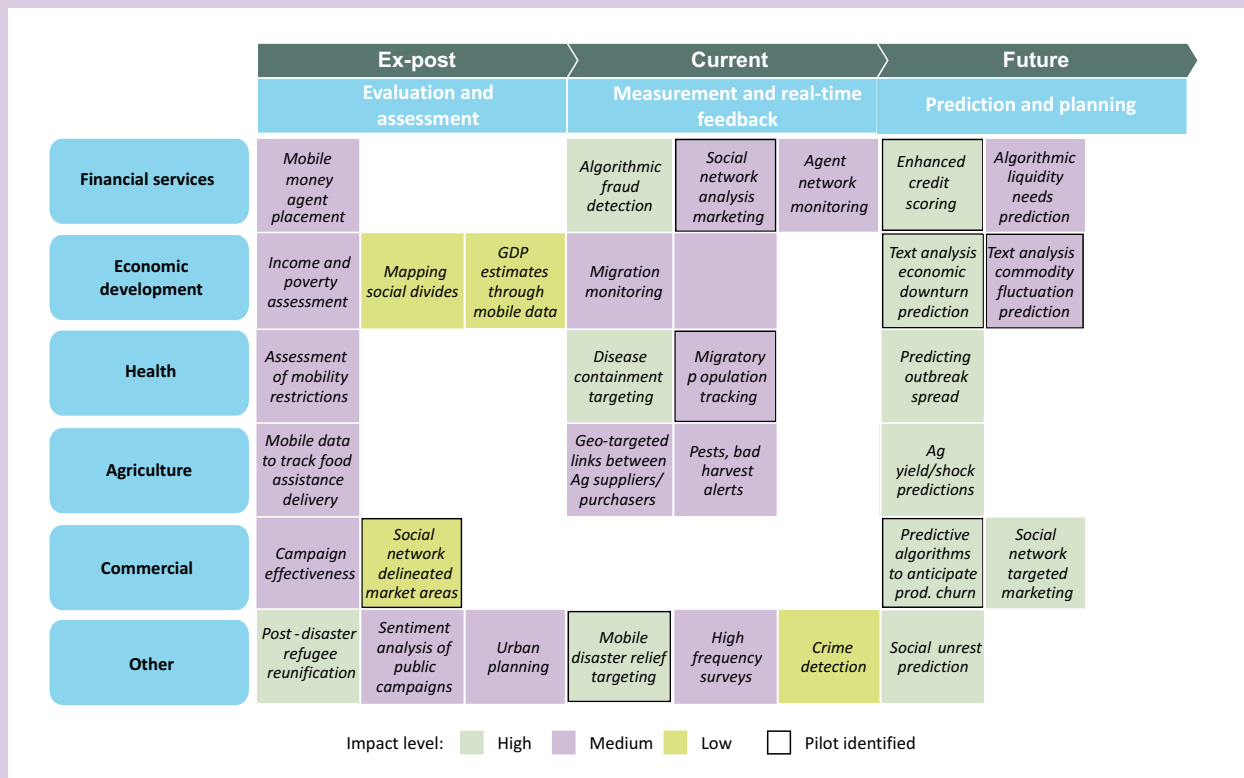 Ex-post
Current
Future
Evaluation and
assessment
Measurement and real-time
feedback
Prediction and planning
Financial services
Mobile
money
agent
placement
Algorithmic
fraud
detection
Social
network
analysis
marketing
Agent
network
monitoring
Enhanced
credit
scoring
Algorithmic
liquidity
needs
prediction
Economic
development
Income and
poverty
assessment
Mapping
social divides
GDP
estimates
through
mobile data
Migration
monitoring
Text analysis
economic
downturn
prediction
Text analysis
commodity
fluctuation
prediction
Health
Assessment
of mobility
restrictions
Disease
containment
targeting
Migratory
p opulation
tracking
Predicting
outbreak
spread
Agriculture
Mobile data
to track food
assistance
delivery
Geo-targeted
links between
Ag suppliers/
purchasers
Pests, bad
harvest
alerts
Ag
yield/shock
predictions
Commercial
Campaign
effectiveness
Social
network
delineated
market areas
Predictive
algorithms
to anticipate
prod. churn
Social
network
targeted
marketing
Other
Post - disaster
refugee
reunification
Sentiment
analysis of
public
campaigns
Urban
planning
Mobile
disaster relief
targeting
High
frequency
surveys
Crime
detection
Social unrest
prediction
Impact level: High Medium Low Pilot identified